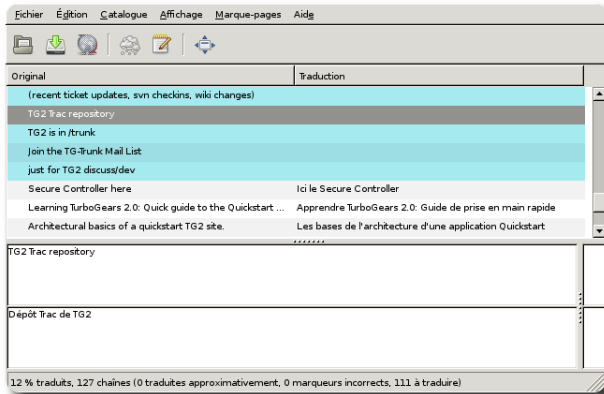 Fichier Édition Catalogue Affichage Marque-pages Aide
Original Traduction
(recent ticket updates, svn checkins, wiki changes)
TG2 Trac repository
TG2 is in /trunk
Join the TG-Trunk Mail List
just for TG2 discuss/dev
Secure Controller here Ici le Secure Controller
Learning TurboGears 2.0: Quick guide to the Quickstart ... Apprendre TurboGears 2.0: Guide de prise en main rapide
Architectural basics of a quickstart TG2 site. Les bases de l'architecture d'une application Quickstart
TG2 Trac repository
Dépôt Trac de TG2
12 % traduits, 127 chaînes (0 traduites approximativement, 0 marqueurs incorrects, 111 à traduire)